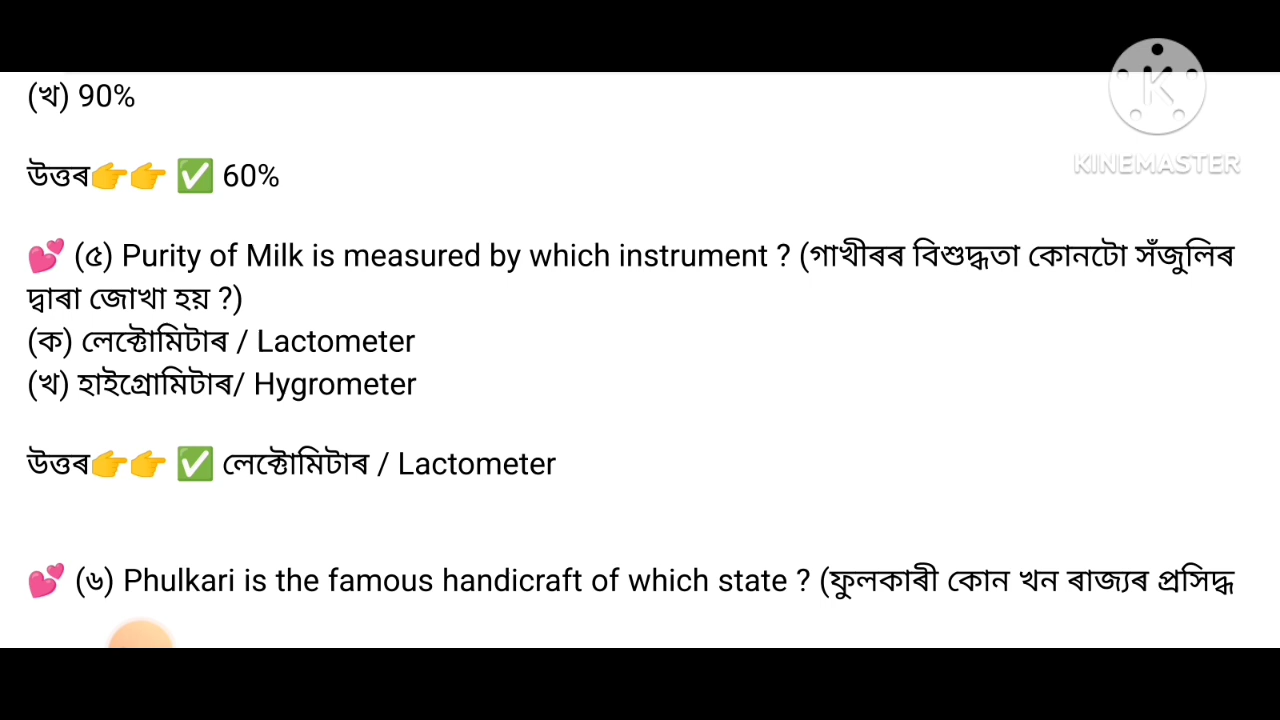 (খ) 90%
উত্তৰ👉👉 ✅ 60%
💕 (৫) Purity of Milk is measured by which instrument ? (গাখীৰৰ বিশুদ্ধতা কোনটো সঁজুলিৰ
দ্বাৰা জোখা হয় ?)
(ক) লেক্টোমিটাৰ / Lactometer
(খ) হাইগ্ৰোমিটাৰ/ Hygrometer
উত্তৰ👉👉 ✅ লেক্টোমিটাৰ / Lactometer
💕 (৬) Phulkari is the famous handicraft of which state ? (ফুলকাৰী কোন খন ৰাজ্যৰ প্ৰসিদ্ধ
KINEMASTER